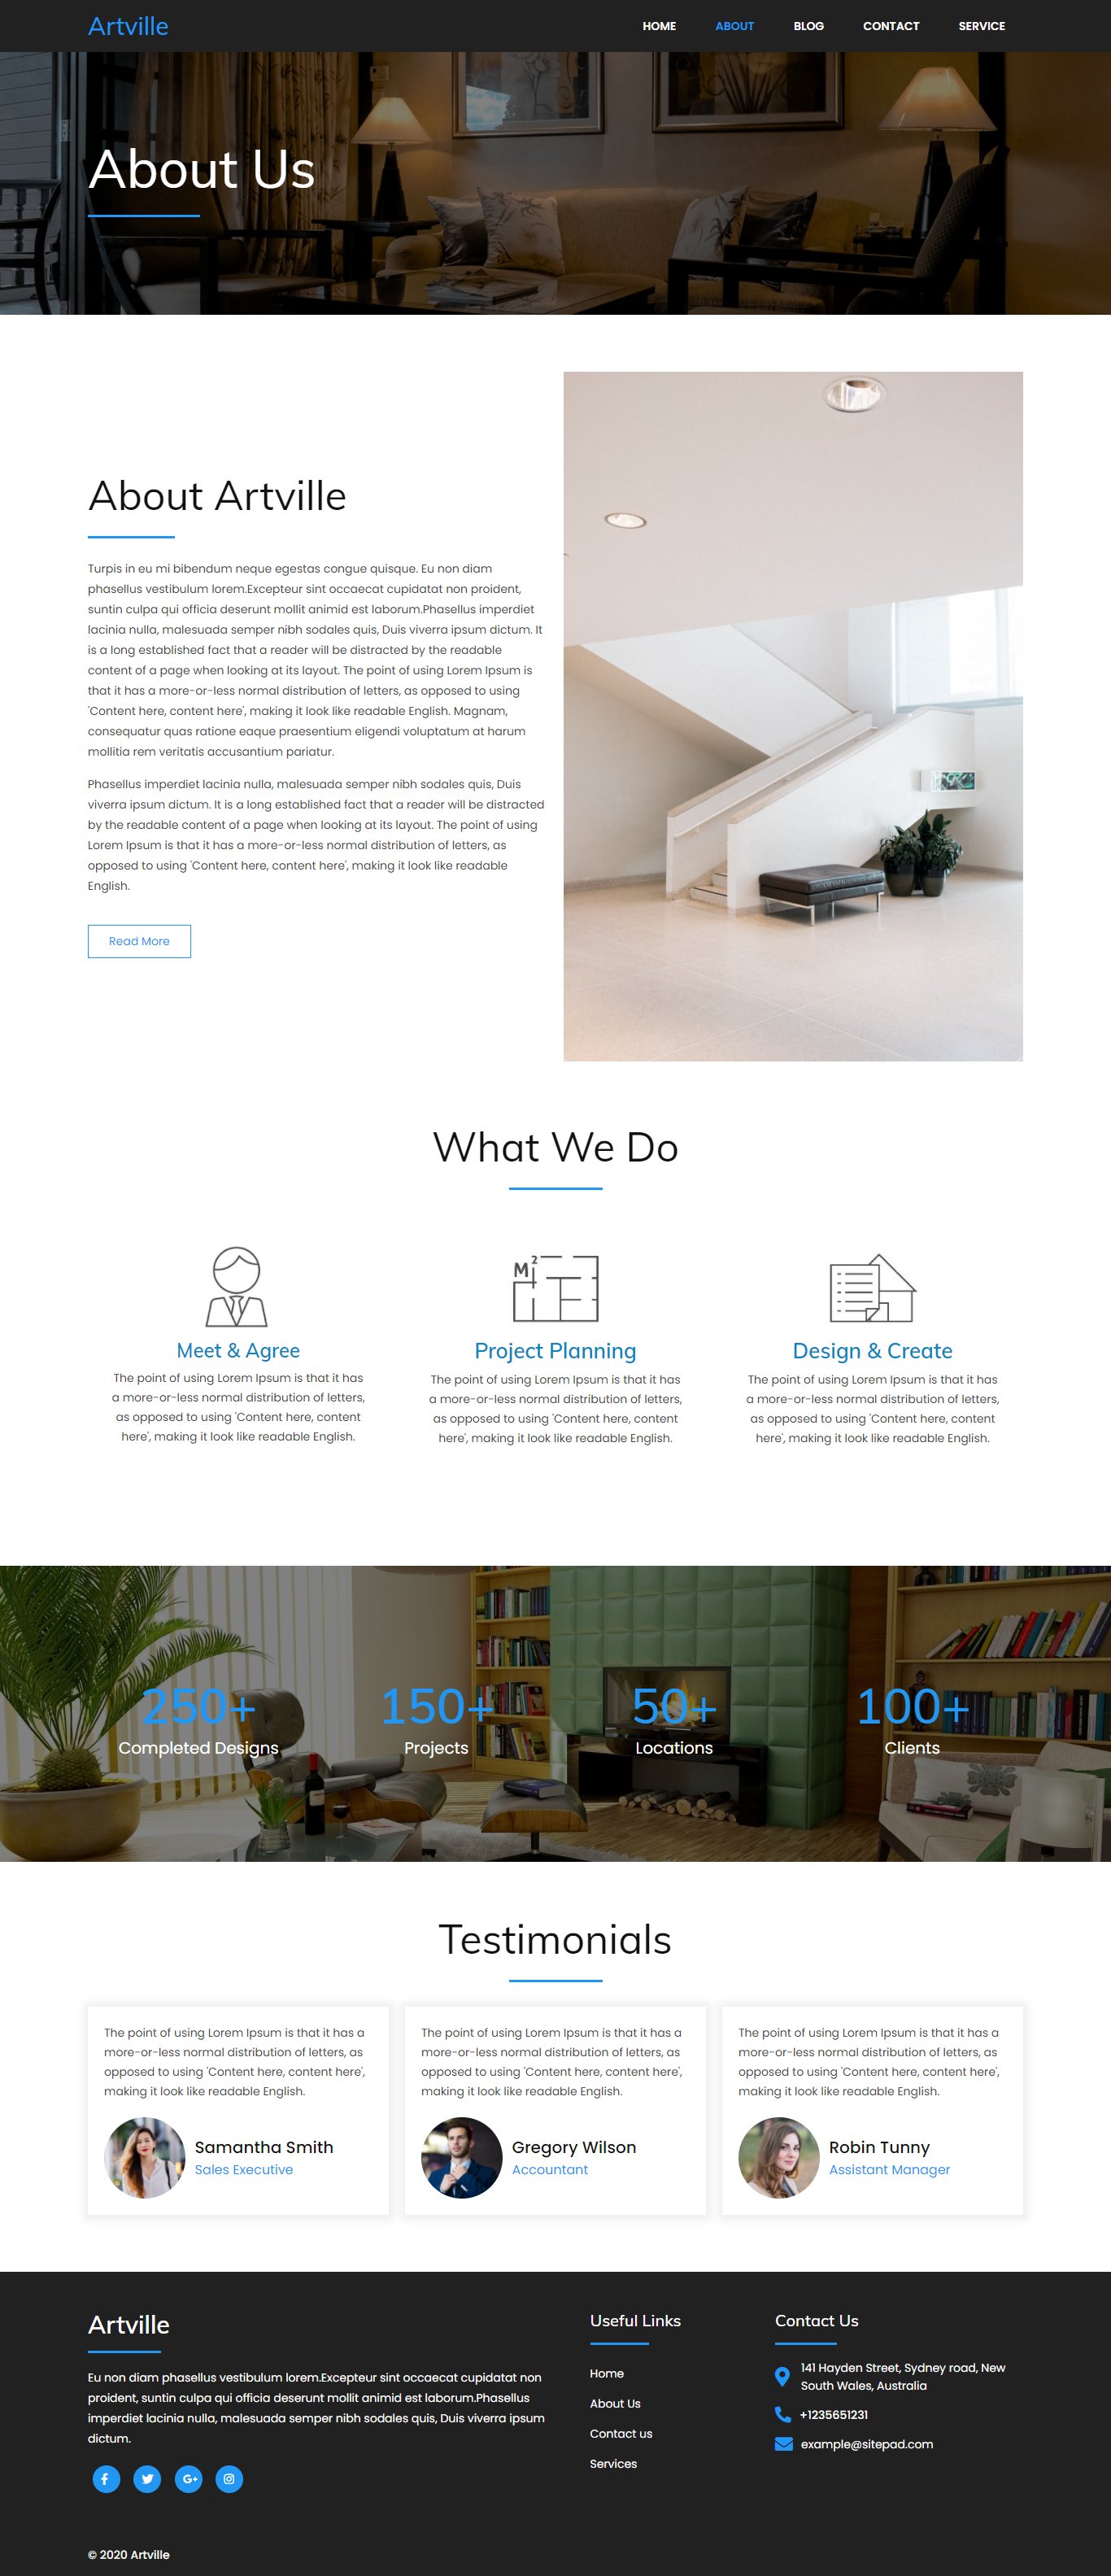 Artville
HOME ABOUT BLOG CONTACT SERVICE
About Us
About Artville
Turpis in eu mi bibendum neque egestas congue quisque. Eu non diam
phasellus vestibulum lorem.Excepteur sint occaecat cupidatat non proident,
suntin culpa qui officia deserunt mollit animid est laborum.Phasellus imperdiet
lacinia nulla, malesuada semper nibh sodales quis, Duis viverra ipsum dictum. It
is a long established fact that a reader will be distracted by the readable
content of a page when looking at its layout. The point of using Lorem Ipsum is
that it has a more-or-less normal distribution of letters, as opposed to using
'Content here, content here', making it look like readable English. Magnam,
consequatur quas ratione eaque praesentium eligendi voluptatum at harum
mollitia rem veritatis accusantium pariatur.
Phasellus imperdiet lacinia nulla, malesuada semper nibh sodales quis, Duis
viverra ipsum dictum. It is a long established fact that a reader will be distracted
by the readable content of a page when looking at its layout. The point of using
Lorem Ipsum is that it has a more-or-less normal distribution of letters, as
opposed to using 'Content here, content here', making it look like readable
English.
Read More
What We Do
M2
Meet & Agree
The point of using Lorem Ipsum is that it has
a more-or-less normal distribution of letters,
as opposed to using 'Content here, content
here', making it look like readable English.
Project Planning
The point of using Lorem Ipsum is that it has
a more-or-less normal distribution of letters,
as opposed to using 'Content here, content
here', making it look like readable English.
Design & Create
The point of using Lorem Ipsum is that it has
a more-or-less normal distribution of letters,
as opposed to using 'Content here, content
here', making it look like readable English.
250+
Completed Designs
150+
Projects
50+
Locations
100+
Clients
Testimonials
The point of using Lorem Ipsum is that it has a
more-or-less normal distribution of letters, as
opposed to using 'Content here, content here',
making it look like readable English.
Samantha Smith
Sales Executive
The point of using Lorem Ipsum is that it has a
more-or-less normal distribution of letters, as
opposed to using 'Content here, content here',
making it look like readable English.
Gregory Wilson
Accountant
The point of using Lorem Ipsum is that it has a
more-or-less normal distribution of letters, as
opposed to using 'Content here, content here',
making it look like readable English.
Robin Tunny
Assistant Manager
Artville
Eu non diam phasellus vestibulum lorem.Excepteur sint occaecat cupidatat non
proident, suntin culpa qui officia deserunt mollit animid est laborum.Phasellus
imperdiet lacinia nulla, malesuada semper nibh sodales quis, Duis viverra ipsum
dictum.
Useful Links
Home
About Us
Contact us
Services
Contact Us
141 Hayden Street, Sydney road, New
South Wales, Australia
+1235651231
example@sitepad.com
© 2020 Artville